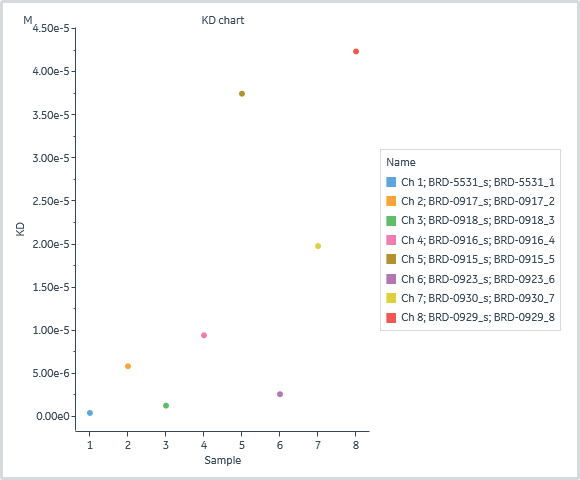 M
KD chart
4.50e-5
4.00e-5
3.50e-5
3.00e-5
2.50e-5
2.00e-5
1.50e-5
1.00e-5
5.00e-6
0.00e0
KD
1 2 3 4 5 6 7 8
Sample
Name
Ch 1; BRD-5531_s; BRD-5531_1
Ch 2; BRD-0917_s; BRD-0917_2
Ch 3; BRD-0918_s; BRD-0918_3
Ch 4; BRD-0916_s; BRD-0916_4
Ch 5; BRD-0915_s; BRD-0915_5
Ch 6; BRD-0923_s; BRD-0923_6
Ch 7; BRD-0930_s; BRD-0930_7
Ch 8; BRD-0929_s; BRD-0929_8